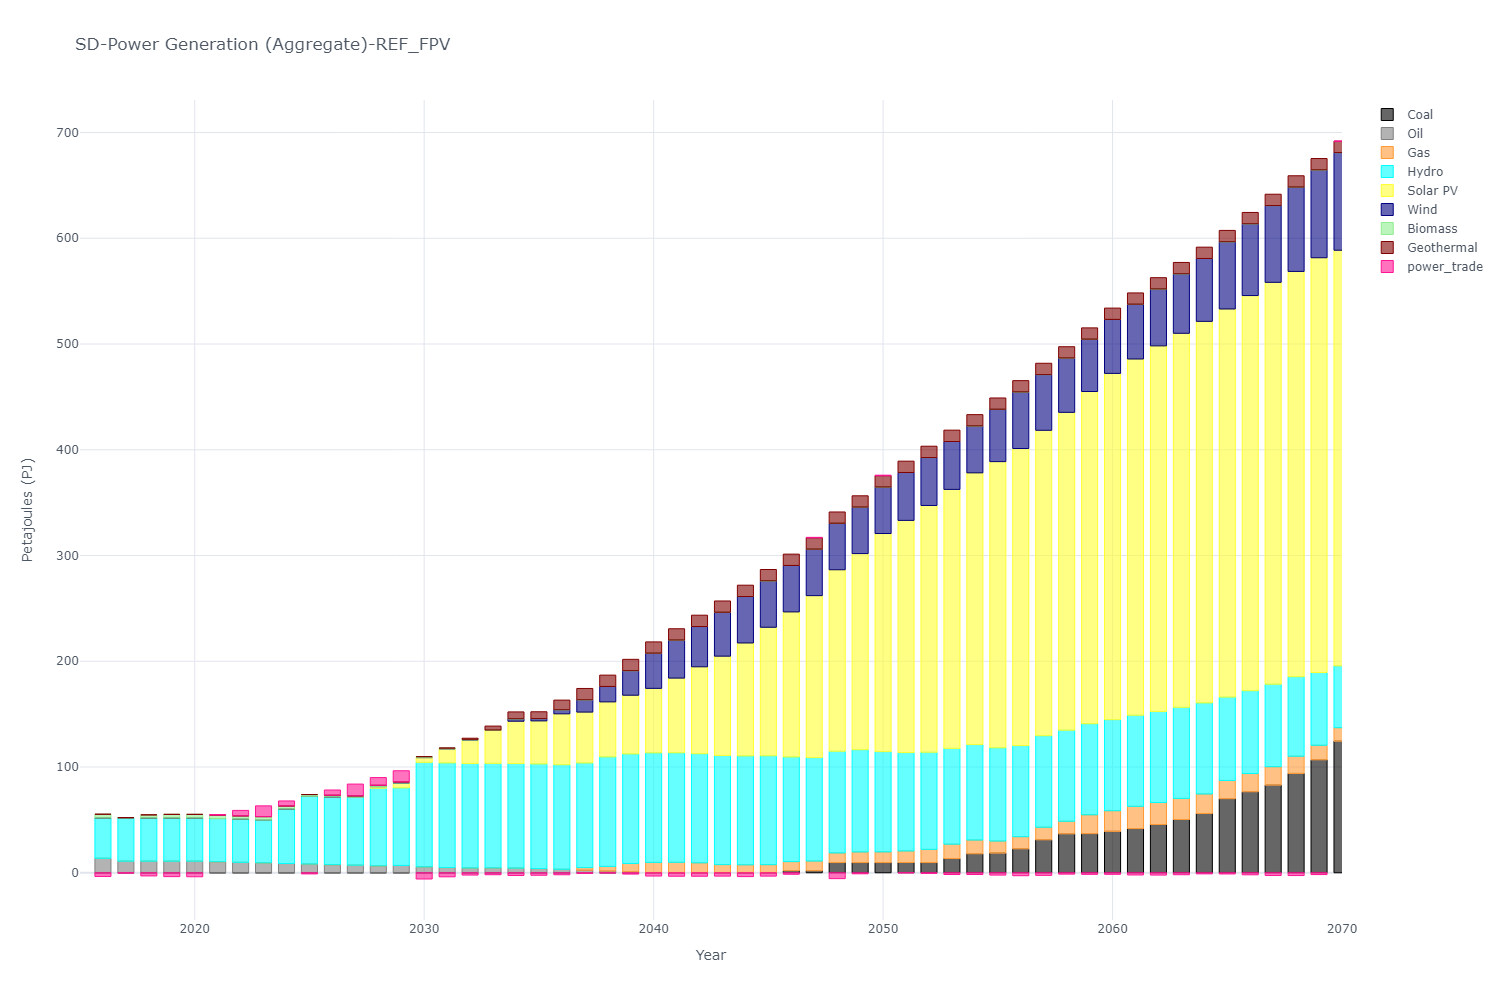 SD-Power Generation (Aggregate)-REF_FPV
Coal
Oil
Gas
Hydro
Solar PV
Wind
Biomass
Geothermal
power_trade
700
600
500
400
300
200
100
0
Petajoules (PJ)
2020
2030
2040
2050
2060
2070
Year